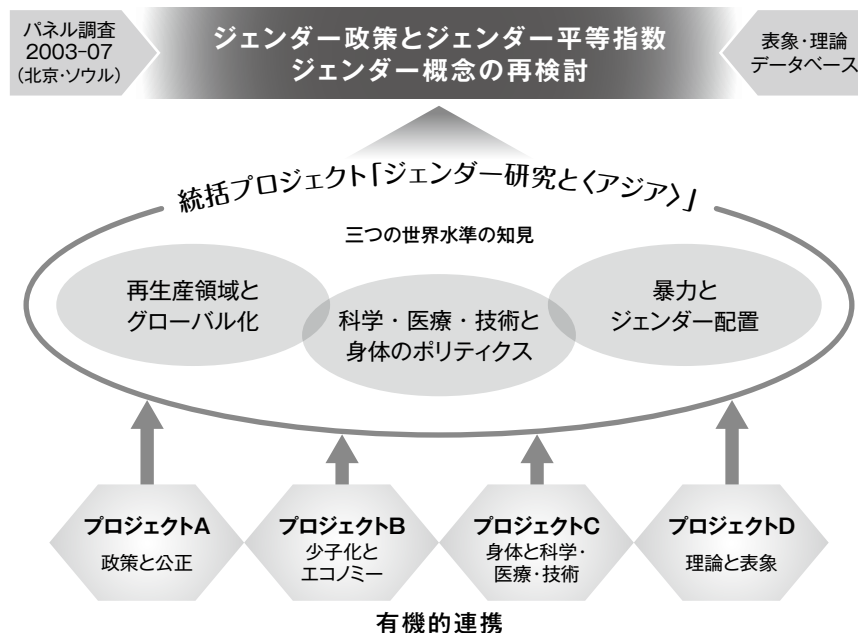 パネル調査
2003-07
(北京・ソウル)
ジェンダー政策とジェンダー平等指数
ジェンダー概念の再検討
表象・理論
データベース
統括プロジェクト「ジェンダー研究と〈アジア〉」
三つの世界水準の知見
再生産領域と
グローバル化
科学・医療・技術と
身体のポリティクス
暴力と
ジェンダー配置
プロジェクトA
政策と公正
プロジェクトB
少子化と
エコノミー
プロジェクトC
身体と科学・
医療・技術
プロジェクトD
理論と表象
有機的連携